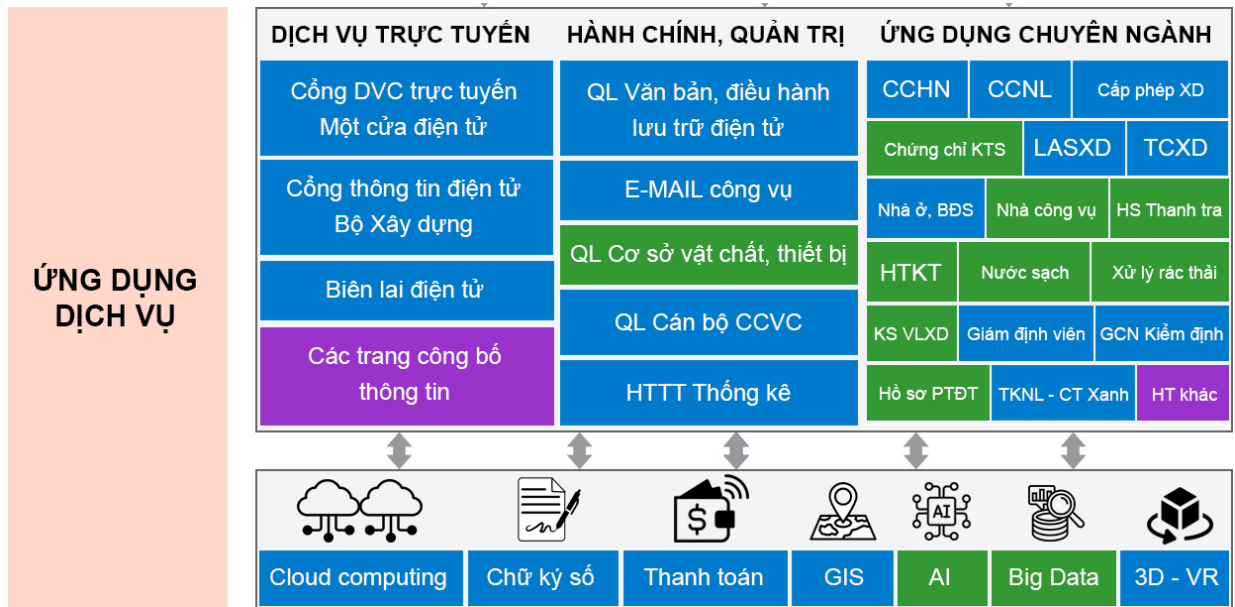 ỨNG DỤNG
DỊCH VỤ
DỊCH VỤ TRỰC TUYẾN
Cổng DVC trực tuyến
Một cửa điện tử
Cổng thông tin điện tử
Bộ Xây dựng
Biên lai điện tử
Các trang công bố
thông tin
HÀNH CHÍNH, QUẢN TRỊ
QL Văn bản, điều hành
lưu trữ điện tử
E-MAIL công vụ
QL Cơ sở vật chất, thiết bị
QL Cán bộ CCVC
HTTT Thống kê
ỨNG DỤNG CHUYÊN NGÀNH
CCHN CCNL Cấp phép XD
Chứng chỉ KTS LASXD TCXD
Nhà ở, BĐS Nhà công vụ HS Thanh tra
HTKT Nước sạch Xử lý rác thải
KS VLXD Giám định viên GCN Kiểm định
Hồ sơ PTĐT TKNL - CT Xanh HT khác
$ AI
Cloud computing Chữ ký số Thanh toán GIS AI Big Data 3D - VR